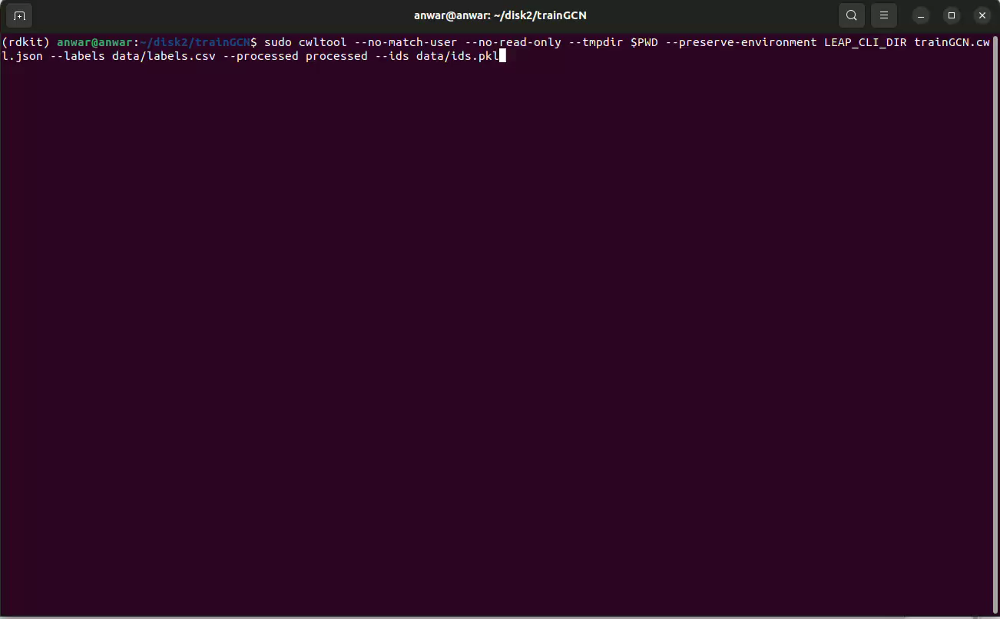 anwar@anwar: ~/disk2/trainGCN
(rdkit) anwar@anwar:~/disk2/trainGCN$ sudo cwltool --no-match-user --no-read-only --tmpdir $PWD --preserve-environment LEAP_CLI_DIR trainGCN.cw
l.json --labels data/labels.csv --processed processed --ids data/ids.pkl